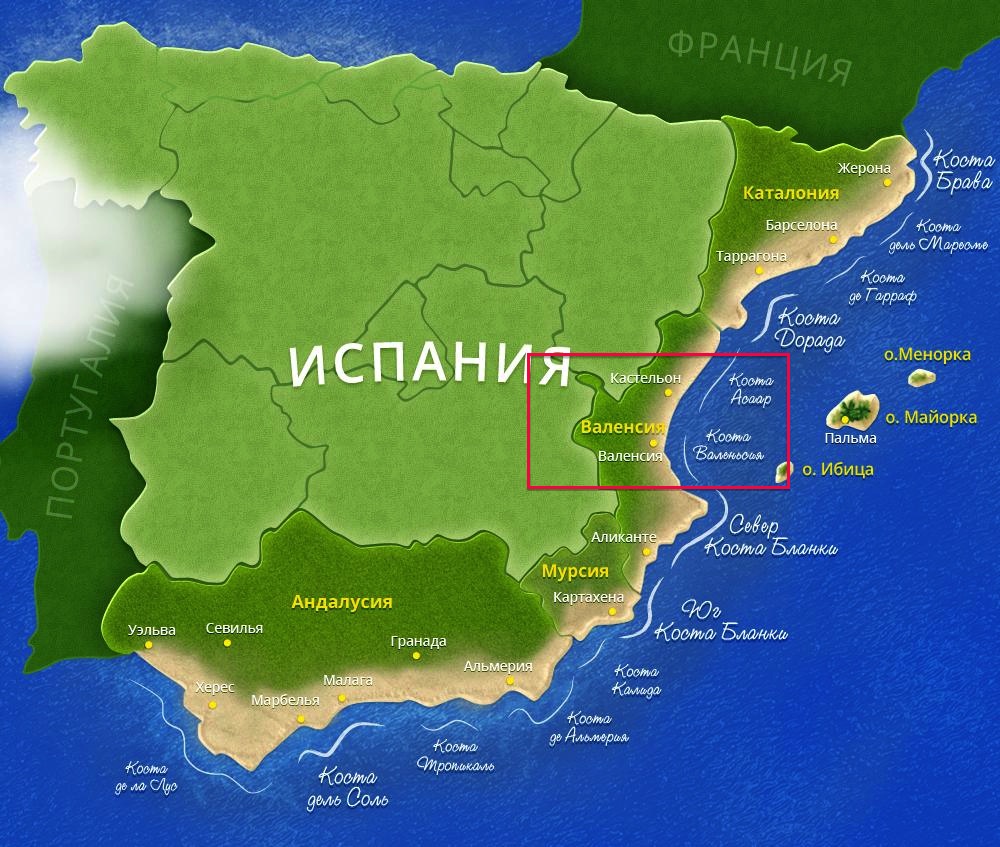 ФРАНЦИЯ
Коста
Брава
Жерона
Каталония
Барселона
Коста
дель Маресме
Таррагона
Коста
де Гарраф
ПОРТУГАЛИЯ
Коста
Дорада
ИСПАНИЯ
о.Менорка
Кастельон
Коста
Асаар
о. Майорка
Пальма
Валенсия
Валенсия
Коста
Валенсия
о. Ибица
Север
Коста Бланки
Аликанте
Мурсия
Картахена
Андалусия
Юг
Коста Бланки
Уэльва
Севилья
Гранада
Альмерия
Малага
Херес
Марбелья
Коста
Калида
Коста
де Альмерия
Коста
Тропикаль
Коста
де ла Лус
Коста
дель Соль